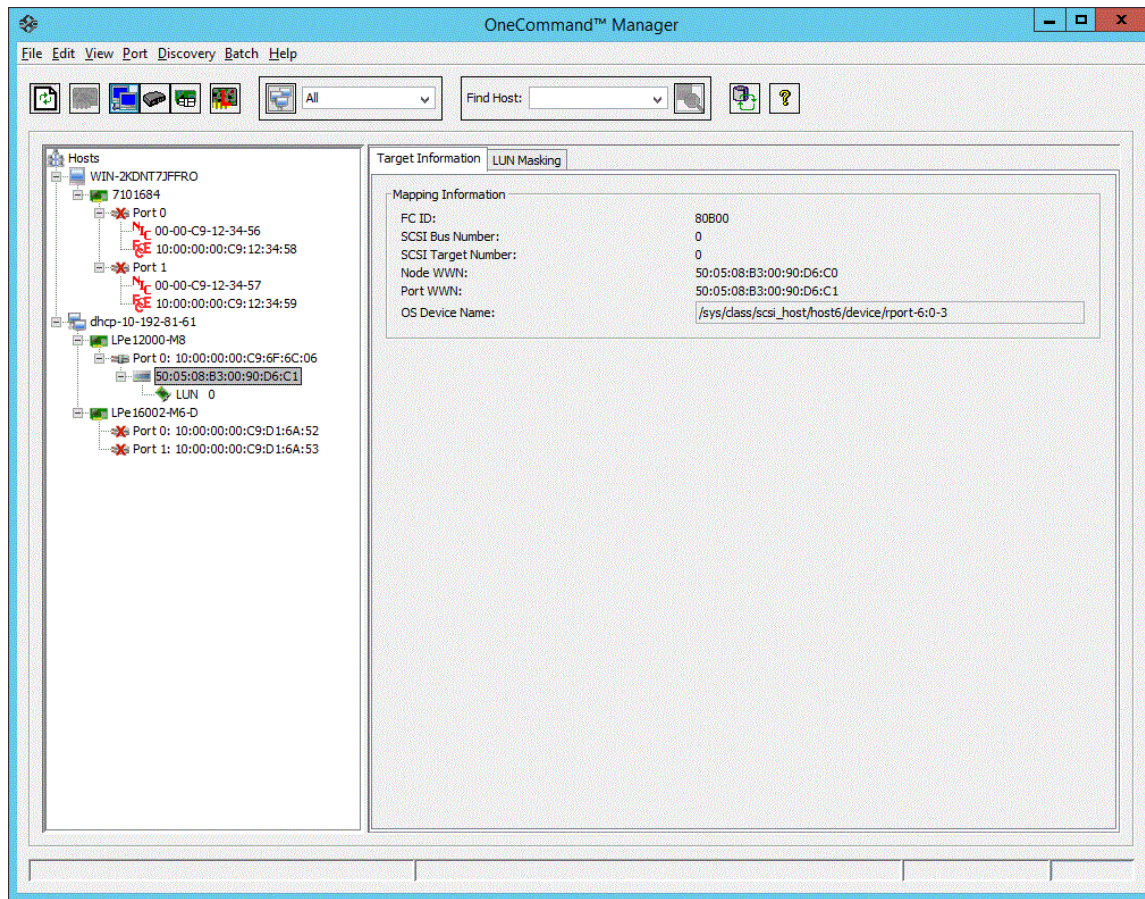 OneCommand™ Manager
File Edit View Port Discovery Batch Help
All
Find Host:
Hosts
WIN-2KDNT7JFFRO
7101684
Port 0
NIC 00-00-C9-12-34-56
FCoE 10:00:00:00:C9:12:34:58
Port 1
NIC 00-00-C9-12-34-57
FCoE 10:00:00:00:C9:12:34:59
dhcp-10-192-81-61
LPe12000-M8
Port 0: 10:00:00:00:C9:6F:6C:06
50:05:08:B3:00:90:D6:C1
LUN 0
LPe16002-M6-D
Port 0: 10:00:00:00:C9:D1:6A:52
Port 1: 10:00:00:00:C9:D1:6A:53
Target Information LUN Masking
Mapping Information
FC ID: 80B00
SCSI Bus Number: 0
SCSI Target Number: 0
Node WWN: 50:05:08:B3:00:90:D6:C0
Port WWN: 50:05:08:B3:00:90:D6:C1
OS Device Name: /sys/class/scsi_host/host6/device/rport-6:0-3